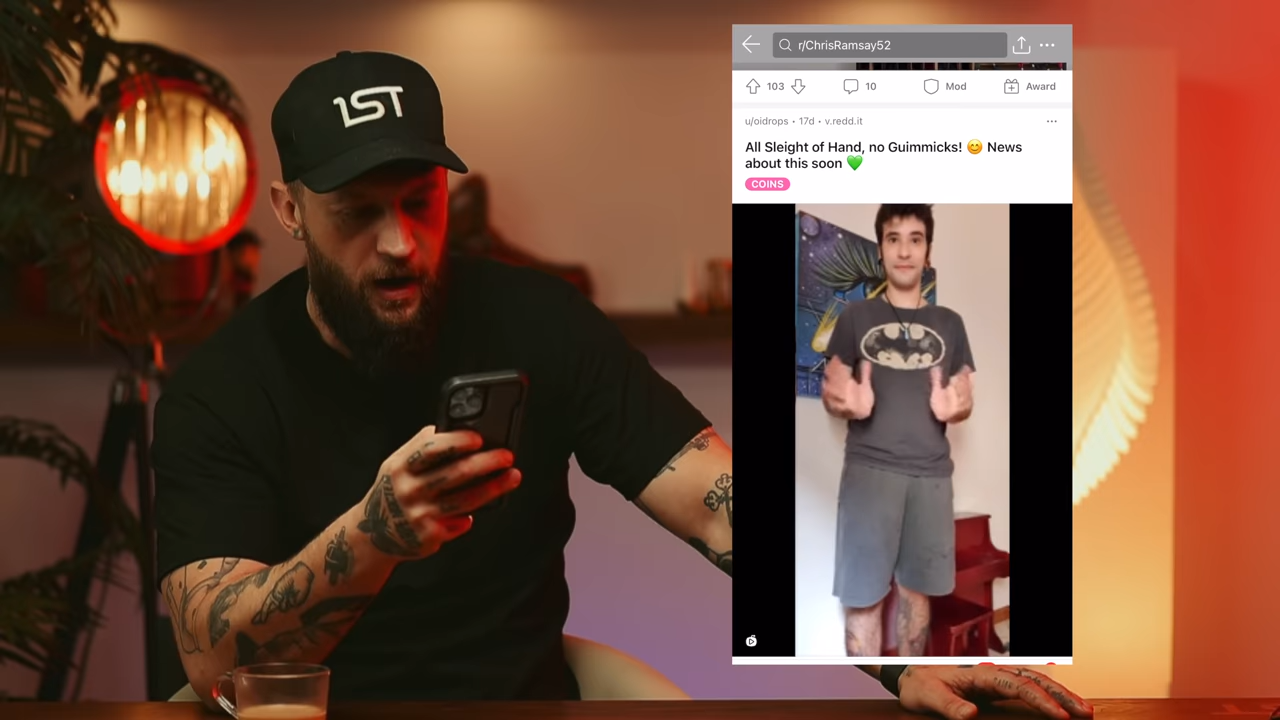 1ST
r/ChrisRamsay52
103
10
Mod
Award
u/oidrops • 17d • v.redd.it
All Sleight of Hand, no Guimmicks! 😊 News
about this soon 💚
COINS